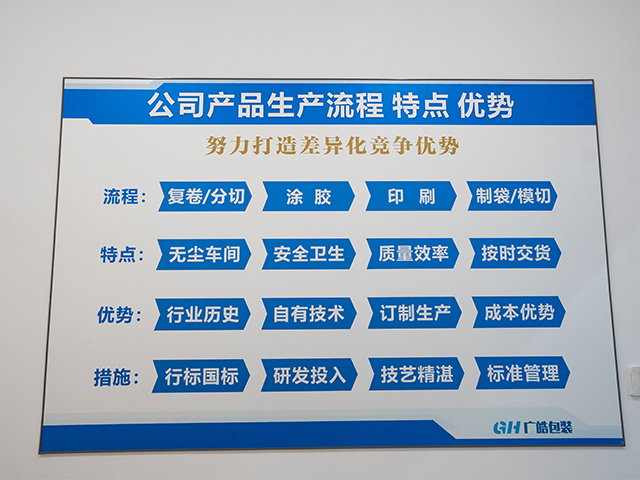 公司产品生产流程 特点 优势
努力打造差异化竞争优势
流程： 复卷/分切 涂 胶 印 刷 制袋/模切
特点： 无尘车间 安全卫生 质量效率 按时交货
优势： 行业历史 自有技术 订制生产 成本优势
措施： 行标国标 研发投入 技艺精湛 标准管理
GH 广皓包装